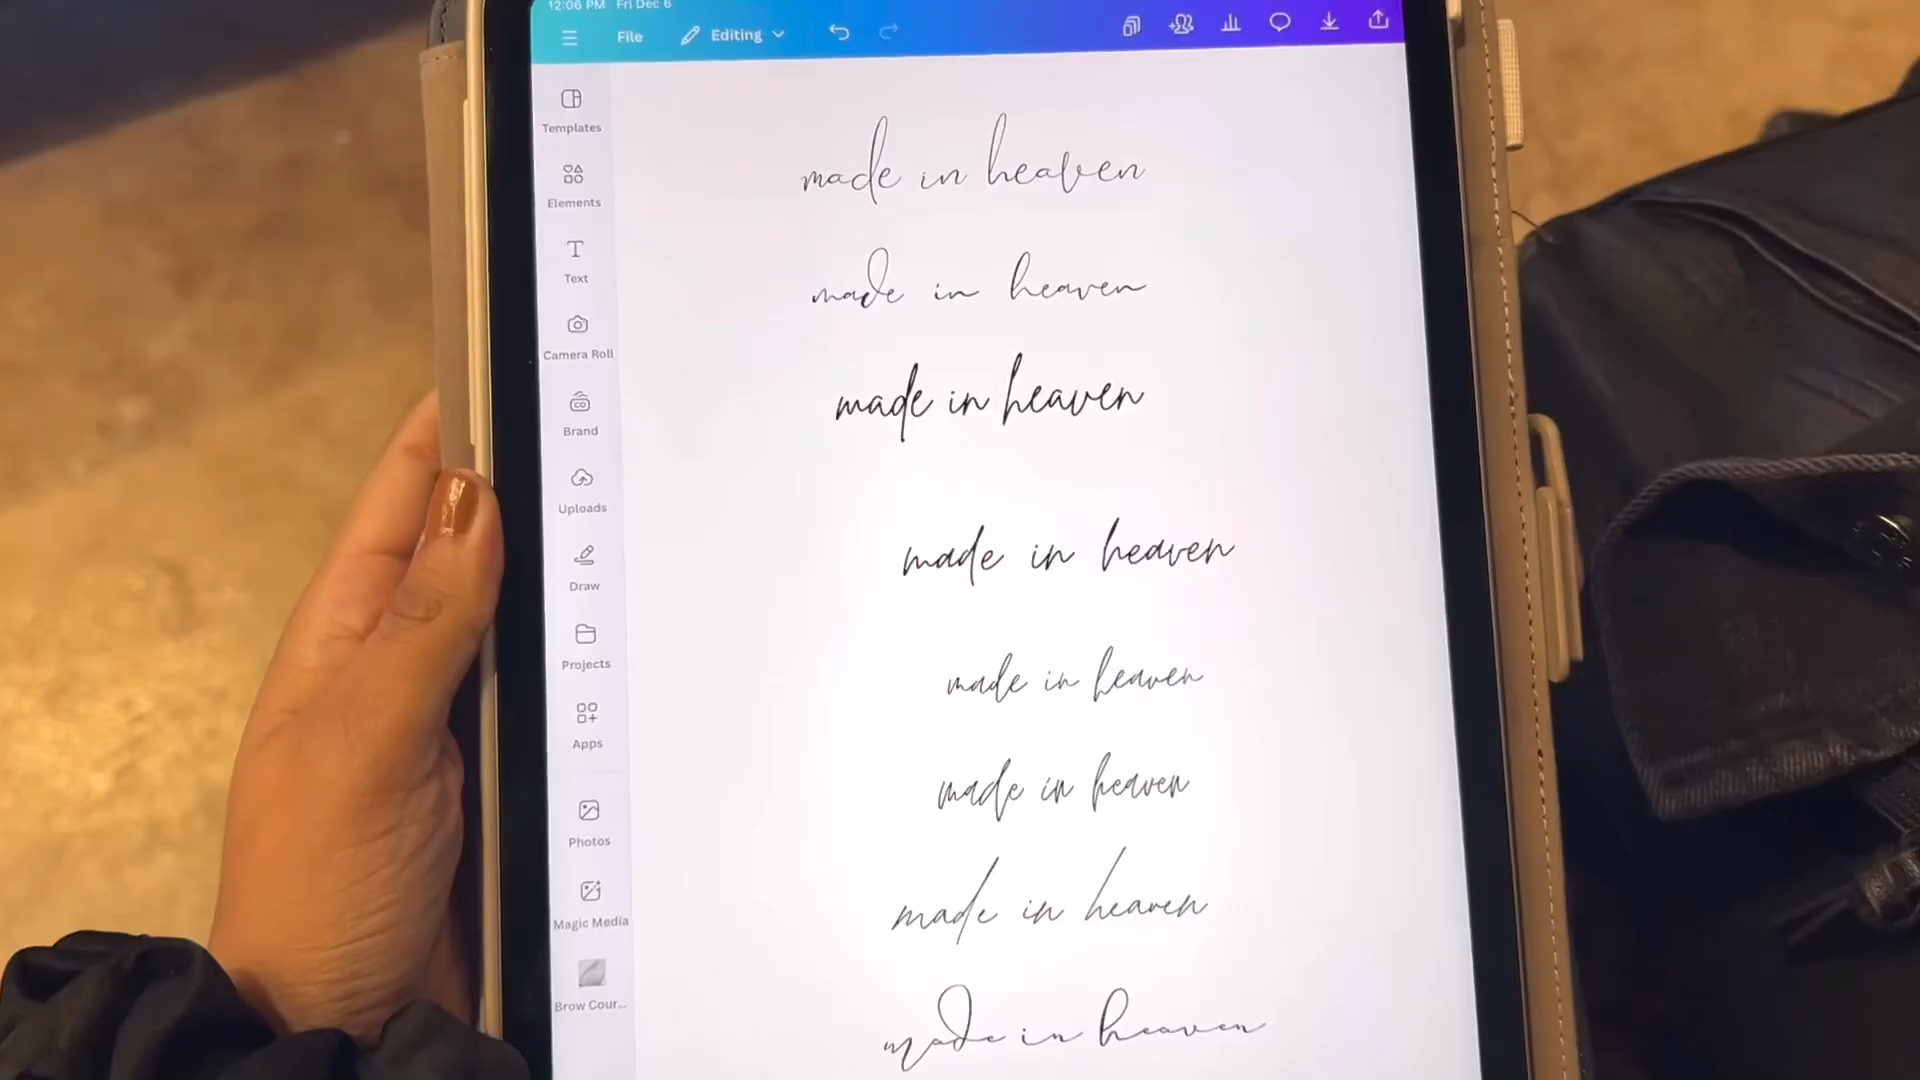 12:06 PM Fri Dec 6
File Editing
Templates
made in heaven
Elements
Text
made in heaven
Camera Roll
made in heaven
Brand
Uploads
made in heaven
Draw
Projects
made in heaven
Apps
made in heaven
Photos
Magic Media
made in heaven
Brow Cour...
made in heaven